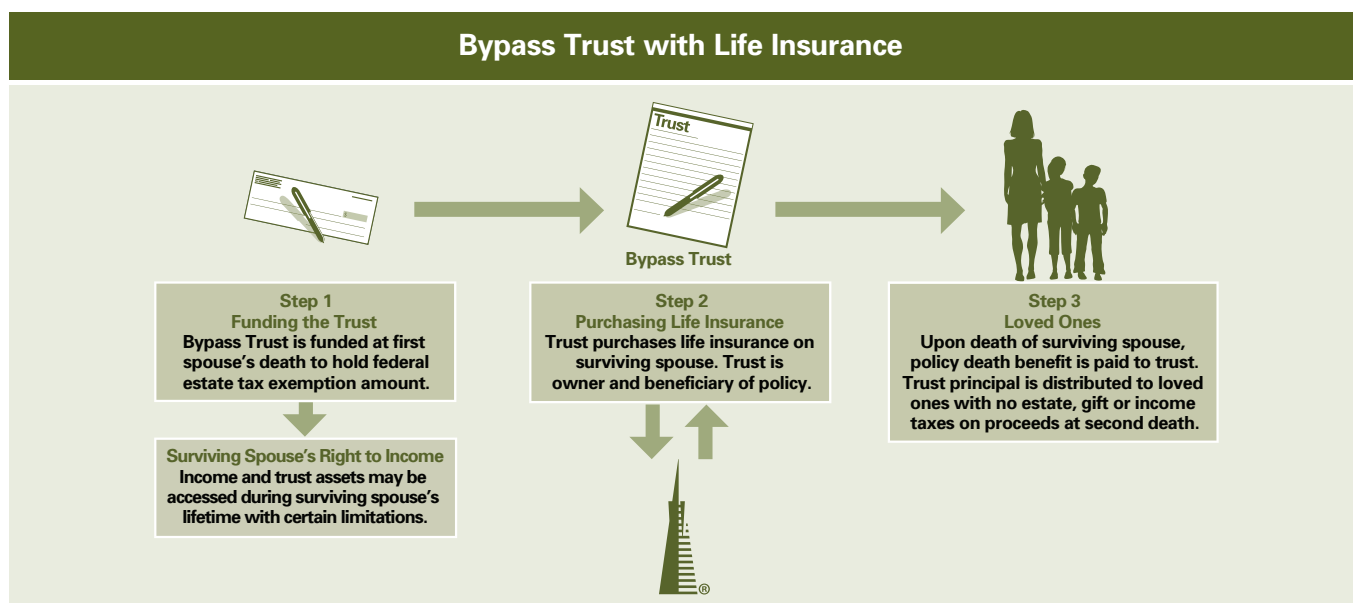 Bypass Trust with Life Insurance
Trust
Bypass Trust
Step 1
Funding the Trust
Bypass Trust is funded at first
spouse's death to hold federal
estate tax exemption amount.
Surviving Spouse's Right to Income
Income and trust assets may be
accessed during surviving spouse's
lifetime with certain limitations.
Step 2
Purchasing Life Insurance
Trust purchases life insurance on
surviving spouse. Trust is
owner and beneficiary of policy.
®
Step 3
Loved Ones
Upon death of surviving spouse,
policy death benefit is paid to trust.
Trust principal is distributed to loved
ones with no estate, gift or income
taxes on proceeds at second death.